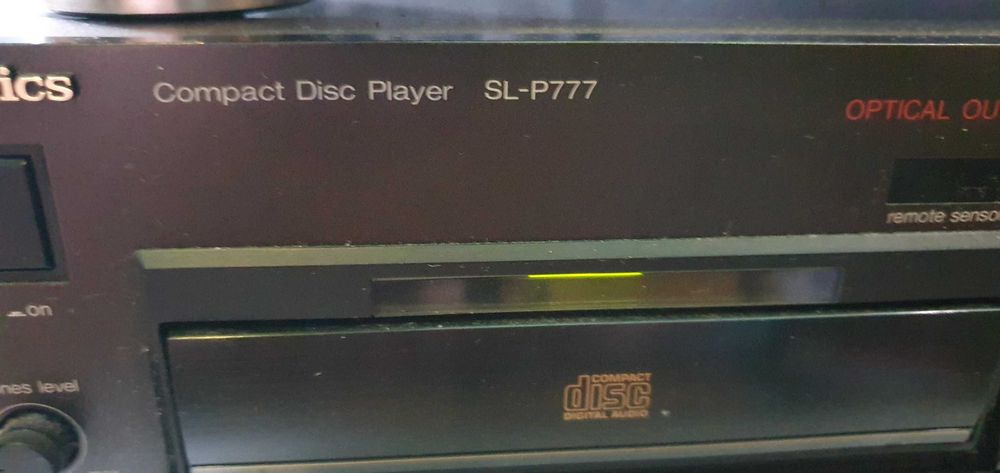 ics
Compact Disc Player SL-P777
OPTICAL OU
remote senso
on
nes level
COMPACT
disc
DIGITAL AUDIO